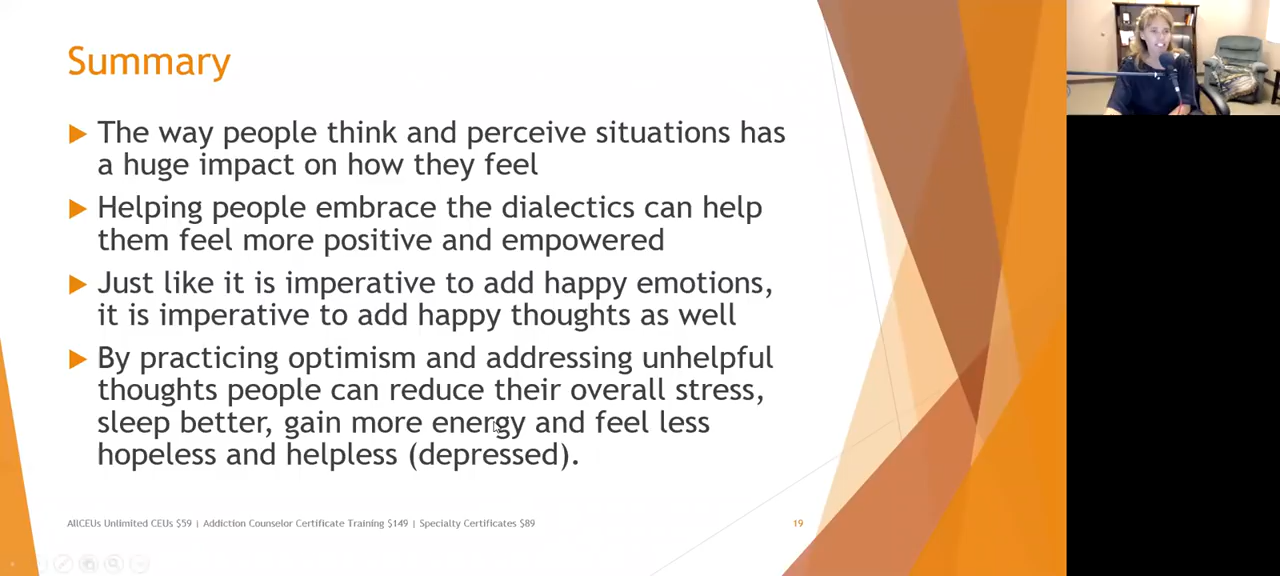 Summary
The way people think and perceive situations has
a huge impact on how they feel
Helping people embrace the dialectics can help
them feel more positive and empowered
Just like it is imperative to add happy emotions,
it is imperative to add happy thoughts as well
By practicing optimism and addressing unhelpful
thoughts people can reduce their overall stress,
sleep better, gain more energy and feel less
hopeless and helpless (depressed).
AllCEUs Unlimited CEUs $59 | Addiction Counselor Certificate Training $149 | Specialty Certificates $89
19